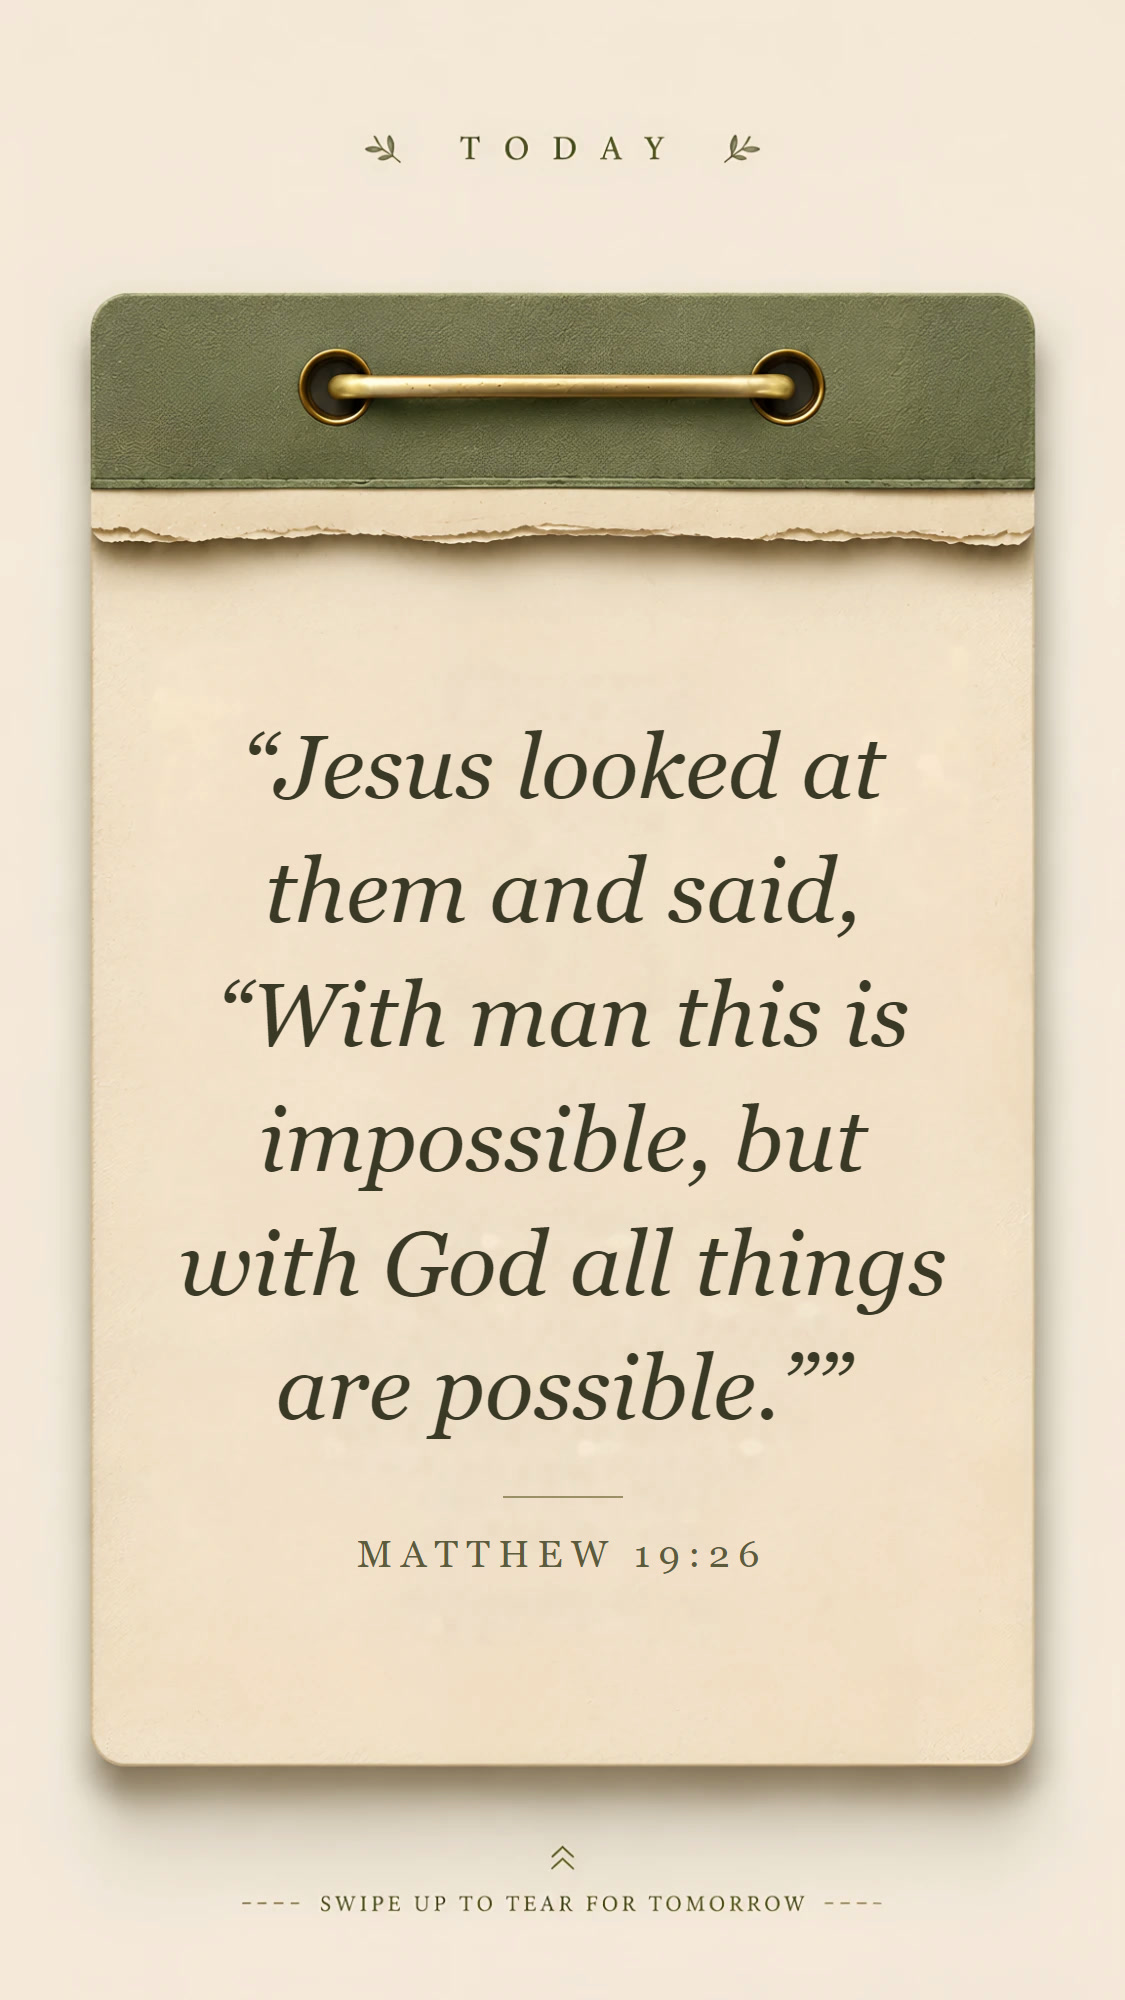 TODAY
“Jesus looked at
them and said,
“With man this is
impossible, but
with God all things
are possible.””
MATTHEW 19:26
SWIPE UP TO TEAR FOR TOMORROW